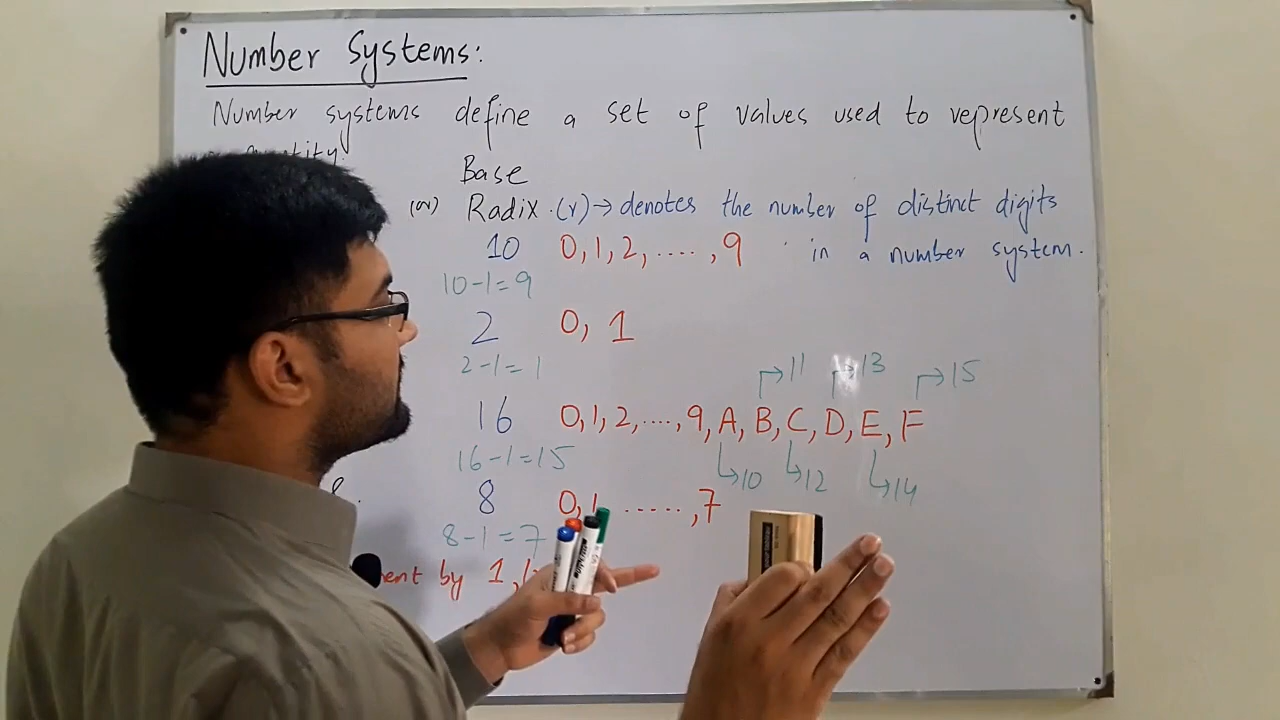 Number Systems:
Number systems define a set of values used to represent
quantity.
Base
(or) Radix. (r) → denotes the number of distinct digits
10 0, 1, 2, ...., 9 in a number system.
10-1=9
2 0, 1
2-1=1
→11 →13 →15
16 0, 1, 2, ...., 9, A, B, C, D, E, F
16-1=15 ↳10 ↳12 ↳14
8 0, 1 ....., 7
8-1=7
by 1,